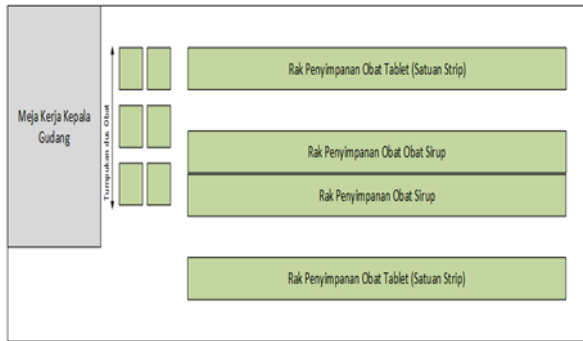 Meja Kerja Kepala
Gudang
Tumpukan dus Obat
Rak Penyimpanan Obat Tablet (Satuan Strip)
Rak Penyimpanan Obat Obat Sirup
Rak Penyimpanan Obat Sirup
Rak Penyimpanan Obat Tablet (Satuan Strip)